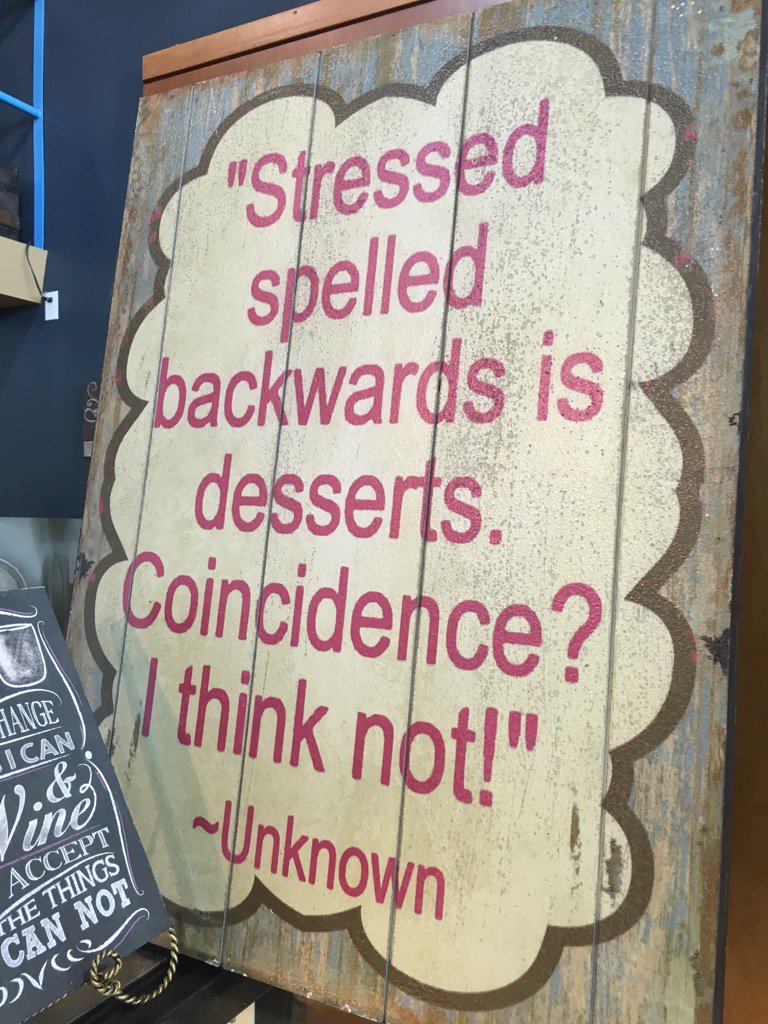 "Stressed
spelled
backwards is
desserts.
Coincidence?
I think not!"
~Unknown
HANGE
I CAN
&
Wine
ACCEPT
THE THINGS
CAN NOT